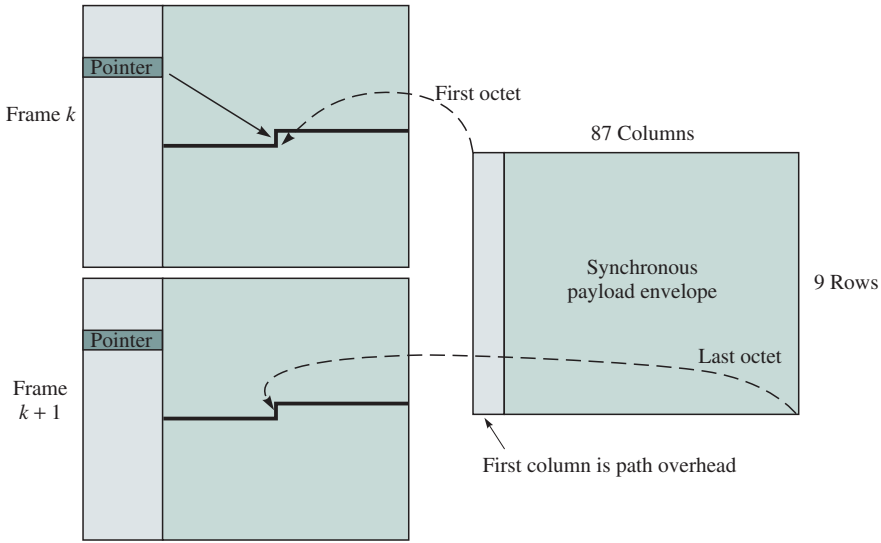 Pointer
Frame k
First octet
87 Columns
Synchronous
payload envelope
9 Rows
Pointer
Last octet
Frame
k + 1
First column is path overhead